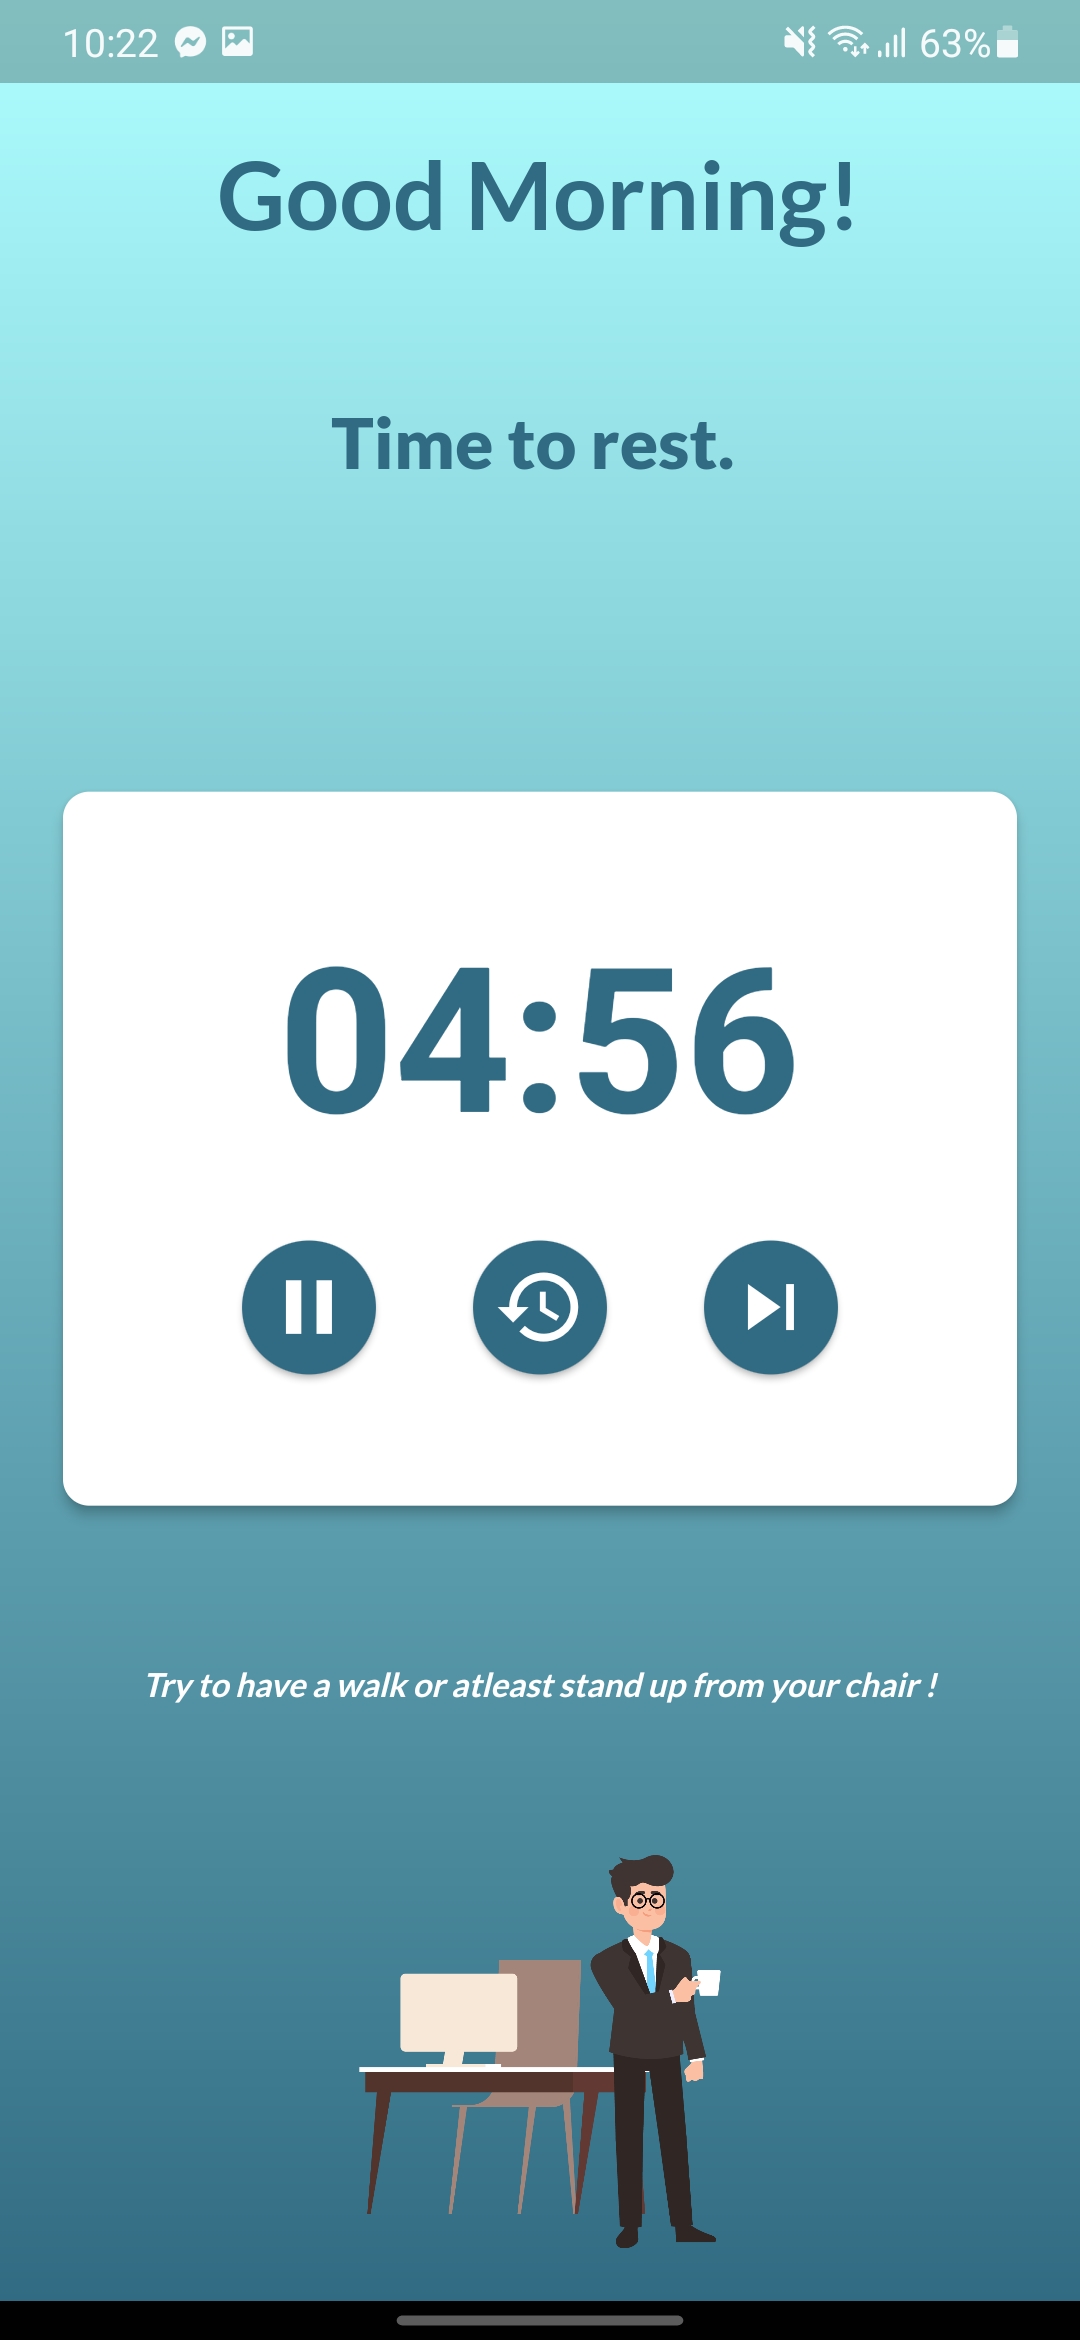 10:22 63%
Good Morning!
Time to rest.
04:56
Try to have a walk or atleast stand up from your chair !